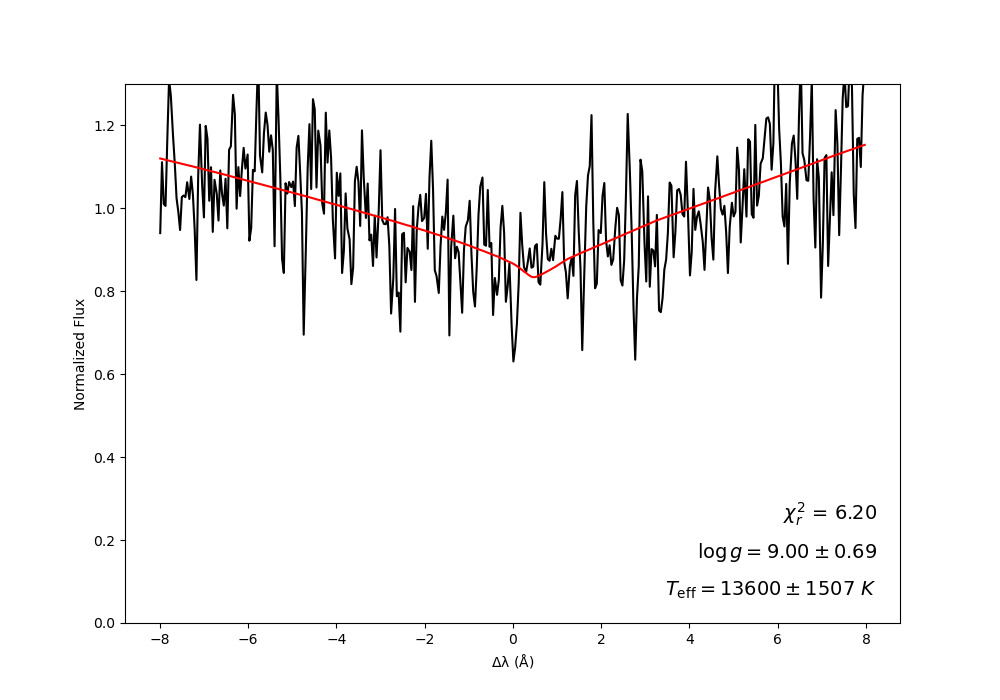 1.2
1.0
0.8
0.6
0.4
0.2
0.0
Normalized Flux
χ²ᵣ = 6.20
log g = 9.00 ± 0.69
T_eff = 13600 ± 1507 K
−8 −6 −4 −2 0 2 4 6 8
Δλ (Å)